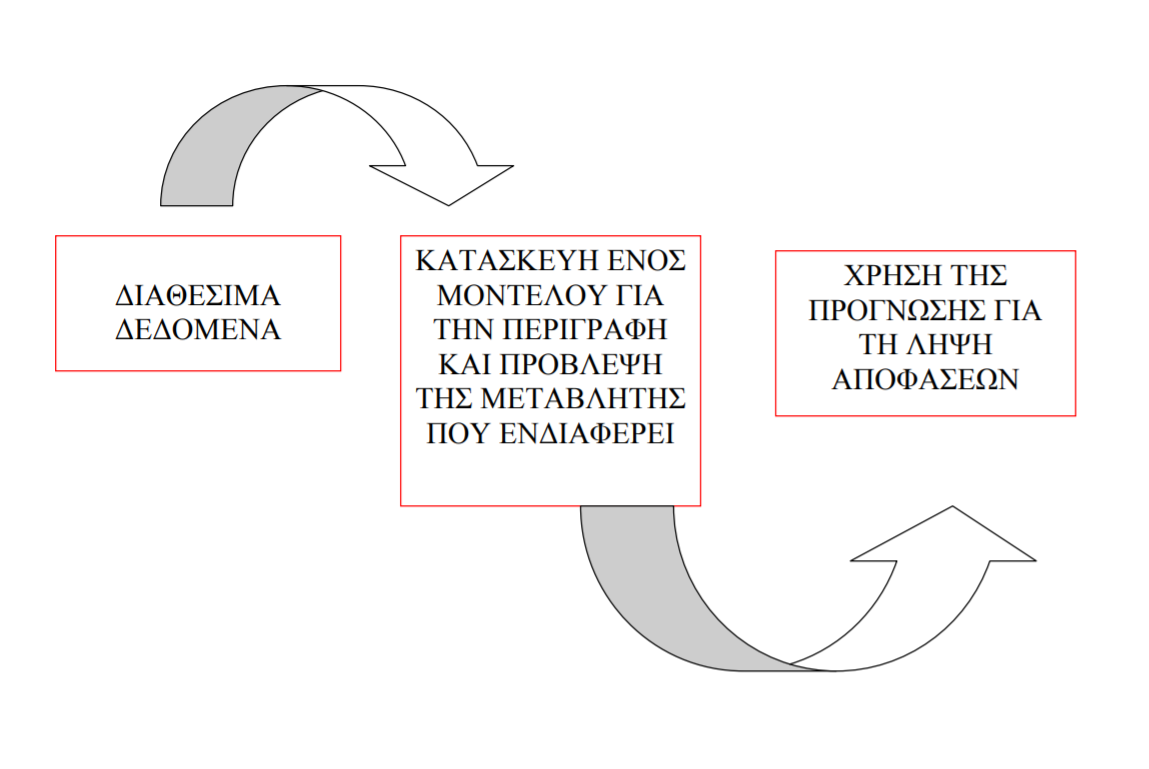 ΔΙΑΘΕΣΙΜΑ
ΔΕΔΟΜΕΝΑ
ΚΑΤΑΣΚΕΥΗ ΕΝΟΣ
ΜΟΝΤΕΛΟΥ ΓΙΑ
ΤΗΝ ΠΕΡΙΓΡΑΦΗ
ΚΑΙ ΠΡΟΒΛΕΨΗ
ΤΗΣ ΜΕΤΑΒΛΗΤΗΣ
ΠΟΥ ΕΝΔΙΑΦΕΡΕΙ
ΧΡΗΣΗ ΤΗΣ
ΠΡΟΓΝΩΣΗΣ ΓΙΑ
ΤΗ ΛΗΨΗ
ΑΠΟΦΑΣΕΩΝ